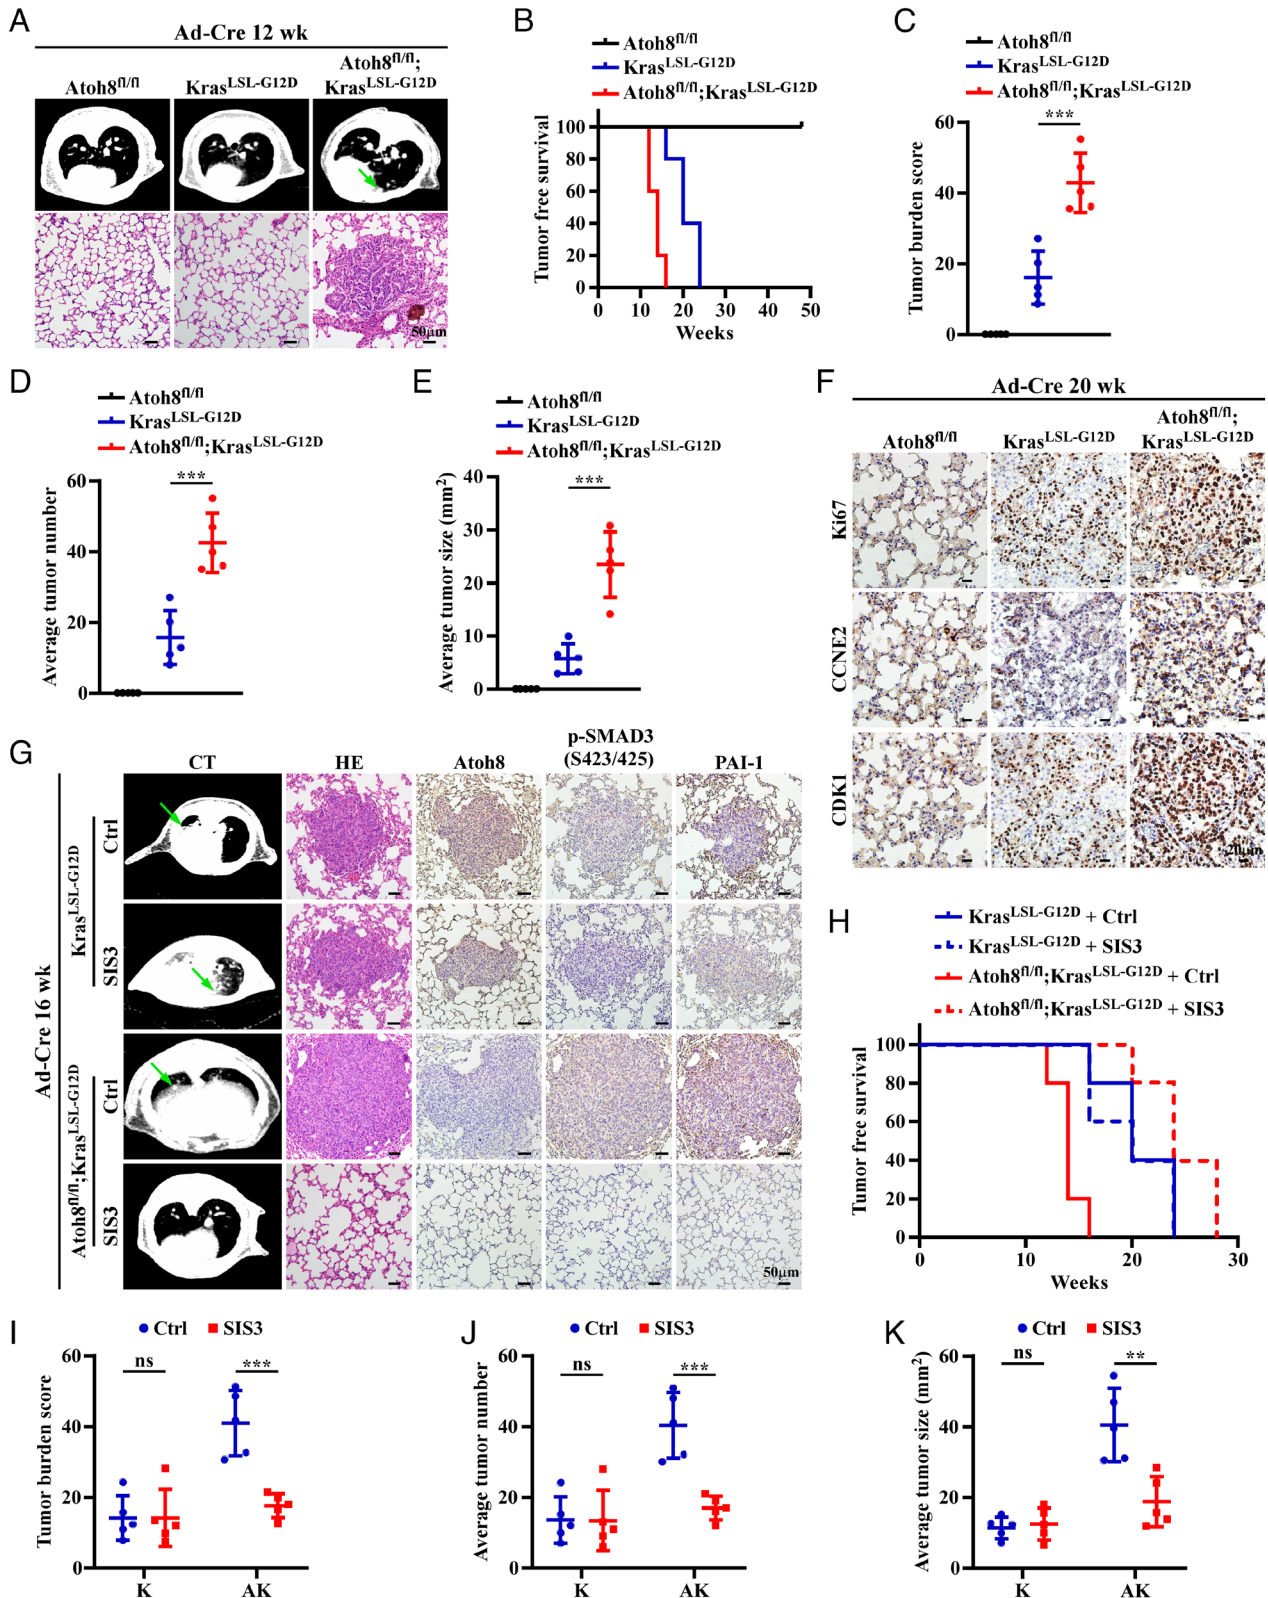 A
Ad-Cre 12 wk
Atoh8fl/fl
KrasLSL-G12D
Atoh8fl/fl;
KrasLSL-G12D
50μm
B
Atoh8fl/fl
KrasLSL-G12D
Atoh8fl/fl;KrasLSL-G12D
Tumor free survival
100
80
60
40
20
0
0 10 20 30 40 50
Weeks
C
Atoh8fl/fl
KrasLSL-G12D
Atoh8fl/fl;KrasLSL-G12D
***
Tumor burden score
60
40
20
0
D
Atoh8fl/fl
KrasLSL-G12D
Atoh8fl/fl;KrasLSL-G12D
***
Average tumor number
60
40
20
0
E
Atoh8fl/fl
KrasLSL-G12D
Atoh8fl/fl;KrasLSL-G12D
***
Average tumor size (mm2)
40
30
20
10
0
F
Ad-Cre 20 wk
Atoh8fl/fl
KrasLSL-G12D
Atoh8fl/fl;
KrasLSL-G12D
Ki67
CCNE2
CDK1
20μm
G
CT
HE
Atoh8
p-SMAD3
(S423/425)
PAI-1
Ad-Cre 16 wk
KrasLSL-G12D
Ctrl
SIS3
Atoh8fl/fl;KrasLSL-G12D
Ctrl
SIS3
50μm
H
KrasLSL-G12D + Ctrl
KrasLSL-G12D + SIS3
Atoh8fl/fl;KrasLSL-G12D + Ctrl
Atoh8fl/fl;KrasLSL-G12D + SIS3
Tumor free survival
100
80
60
40
20
0
0 10 20 30
Weeks
I
Ctrl SIS3
ns ***
Tumor burden score
60
40
20
0
K AK
J
Ctrl SIS3
ns ***
Average tumor number
60
40
20
0
K AK
K
Ctrl SIS3
ns **
Average tumor size (mm2)
60
40
20
0
K AK